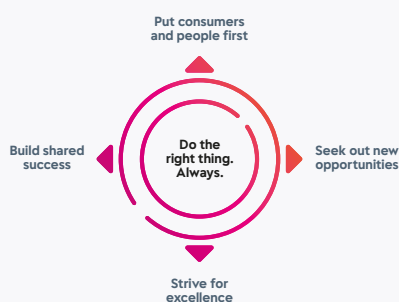 Put consumers
and people first
Build shared
success
Do the
right thing.
Always.
Seek out new
opportunities
Strive for
excellence